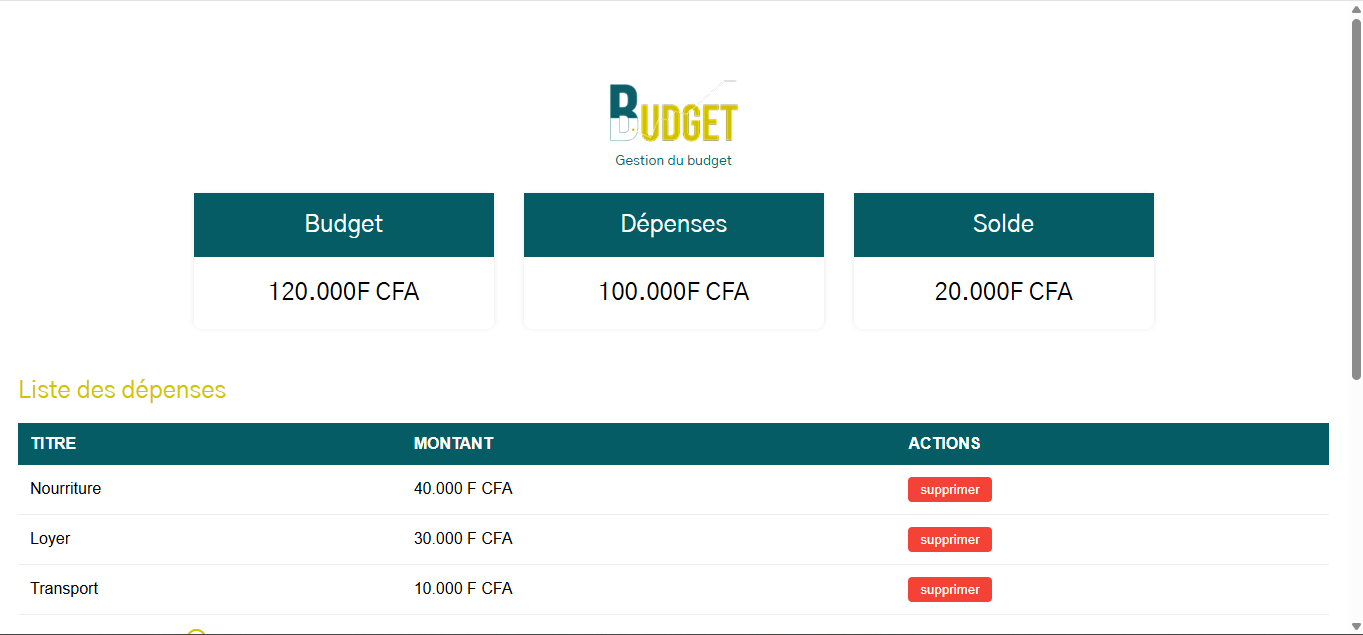 BUDGET
Gestion du budget
Budget
Dépenses
Solde
120.000F CFA
100.000F CFA
20.000F CFA
Liste des dépenses
TITRE MONTANT ACTIONS
Nourriture 40.000 F CFA supprimer
Loyer 30.000 F CFA supprimer
Transport 10.000 F CFA supprimer